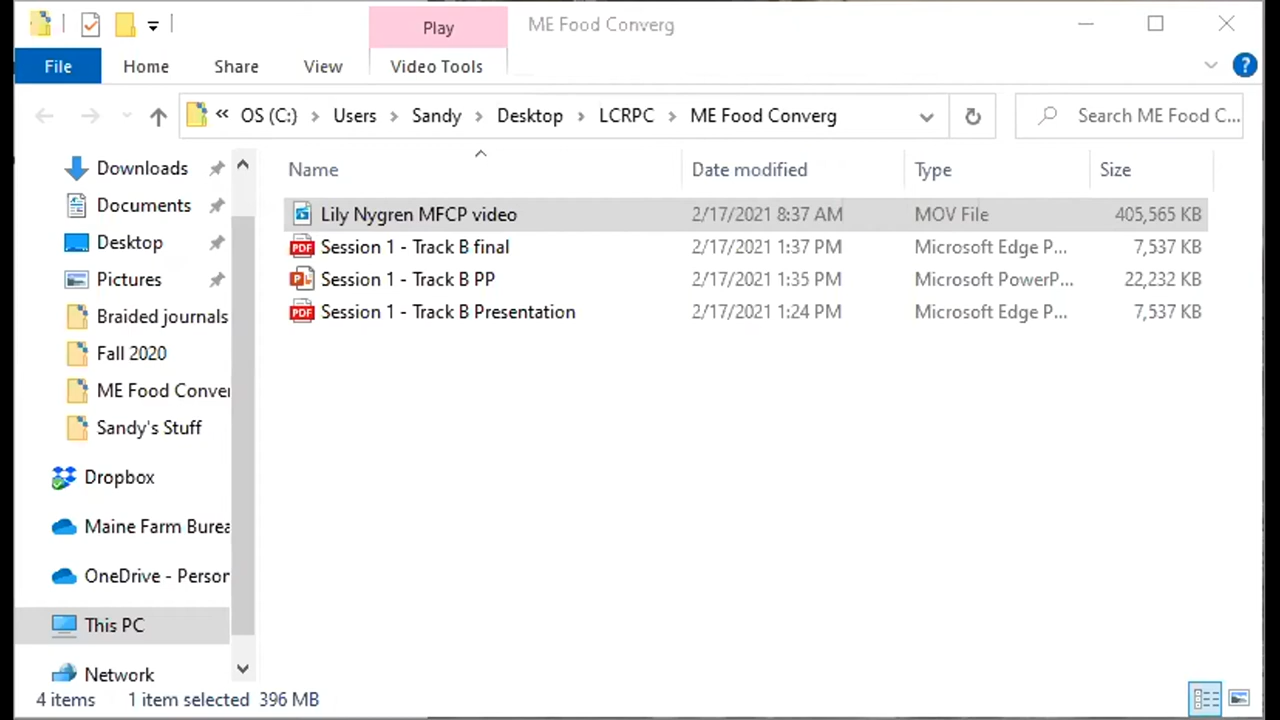 Play
ME Food Converg
File
Home
Share
View
Video Tools
?
« OS (C:) > Users > Sandy > Desktop > LCRPC > ME Food Converg
Search ME Food C...
Name
Date modified
Type
Size
Downloads
Documents
Desktop
Pictures
Braided journals
Fall 2020
ME Food Conver
Sandy's Stuff
Dropbox
Maine Farm Burea
OneDrive - Person
This PC
Network
Lily Nygren MFCP video 2/17/2021 8:37 AM MOV File 405,565 KB
PDF Session 1 - Track B final 2/17/2021 1:37 PM Microsoft Edge P... 7,537 KB
P Session 1 - Track B PP 2/17/2021 1:35 PM Microsoft PowerP... 22,232 KB
PDF Session 1 - Track B Presentation 2/17/2021 1:24 PM Microsoft Edge P... 7,537 KB
4 items 1 item selected 396 MB